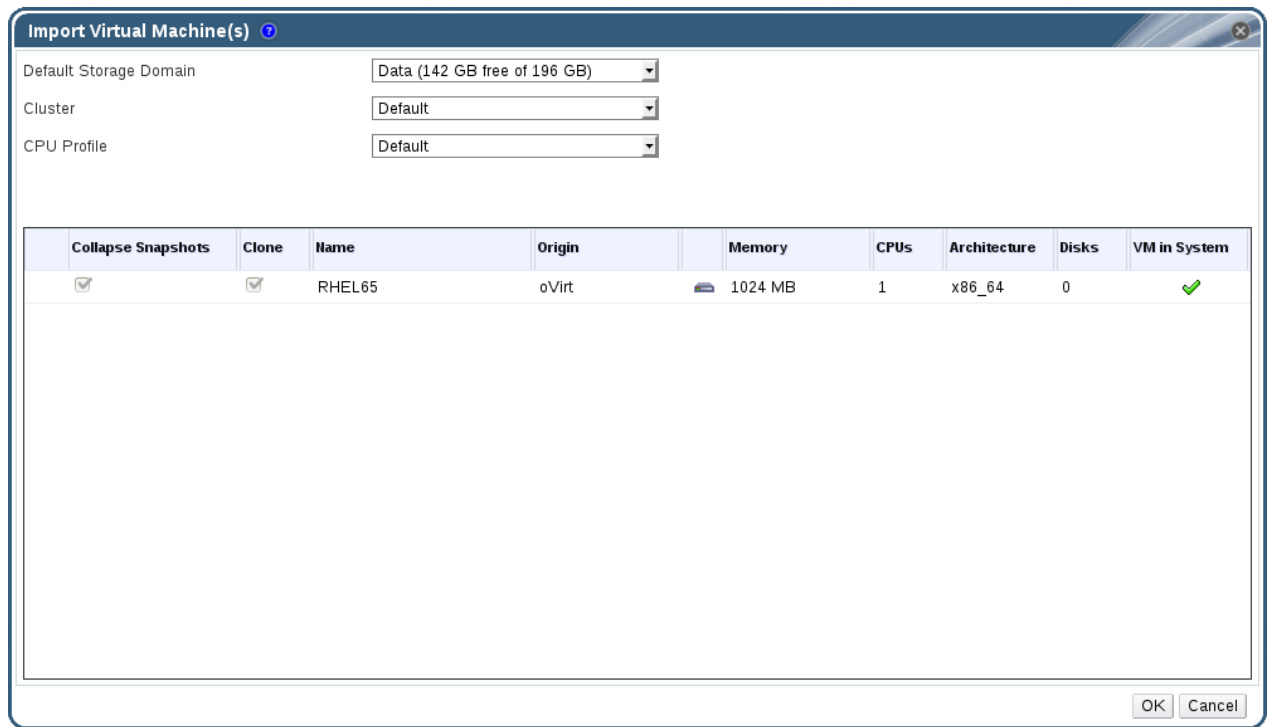 Import Virtual Machine(s) ?
Default Storage Domain Data (142 GB free of 196 GB)
Cluster Default
CPU Profile Default
Collapse Snapshots Clone Name Origin Memory CPUs Architecture Disks VM in System
RHEL65 oVirt 1024 MB 1 x86_64 0
OK Cancel